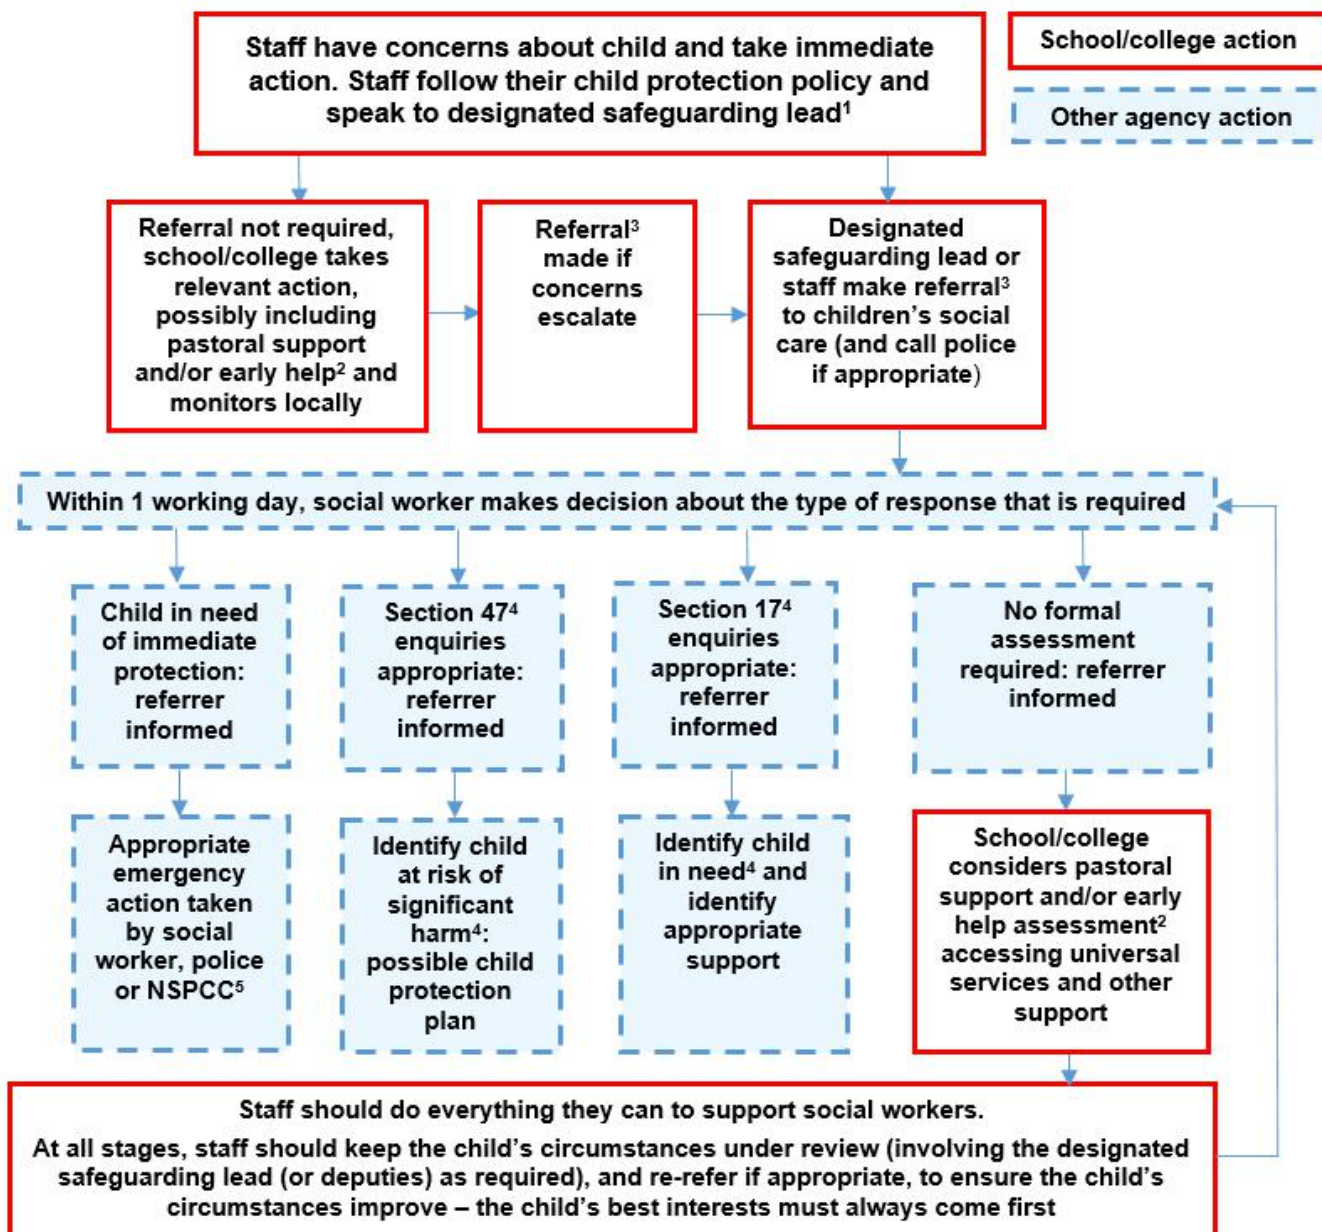 Staff have concerns about child and take immediate
action. Staff follow their child protection policy and
speak to designated safeguarding lead¹
School/college action
Other agency action
Referral not required,
school/college takes
relevant action,
possibly including
pastoral support
and/or early help² and
monitors locally
Referral³
made if
concerns
escalate
Designated
safeguarding lead or
staff make referral³
to children’s social
care (and call police
if appropriate)
Within 1 working day, social worker makes decision about the type of response that is required
Child in need
of immediate
protection:
referrer
informed
Section 47⁴
enquiries
appropriate:
referrer
informed
Section 17⁴
enquiries
appropriate:
referrer
informed
No formal
assessment
required: referrer
informed
Appropriate
emergency
action taken
by social
worker, police
or NSPCC⁵
Identify child
at risk of
significant
harm⁴:
possible child
protection
plan
Identify child
in need⁴ and
identify
appropriate
support
School/college
considers pastoral
support and/or early
help assessment²
accessing universal
services and other
support
Staff should do everything they can to support social workers.
At all stages, staff should keep the child’s circumstances under review (involving the designated
safeguarding lead (or deputies) as required), and re-refer if appropriate, to ensure the child’s
circumstances improve – the child’s best interests must always come first